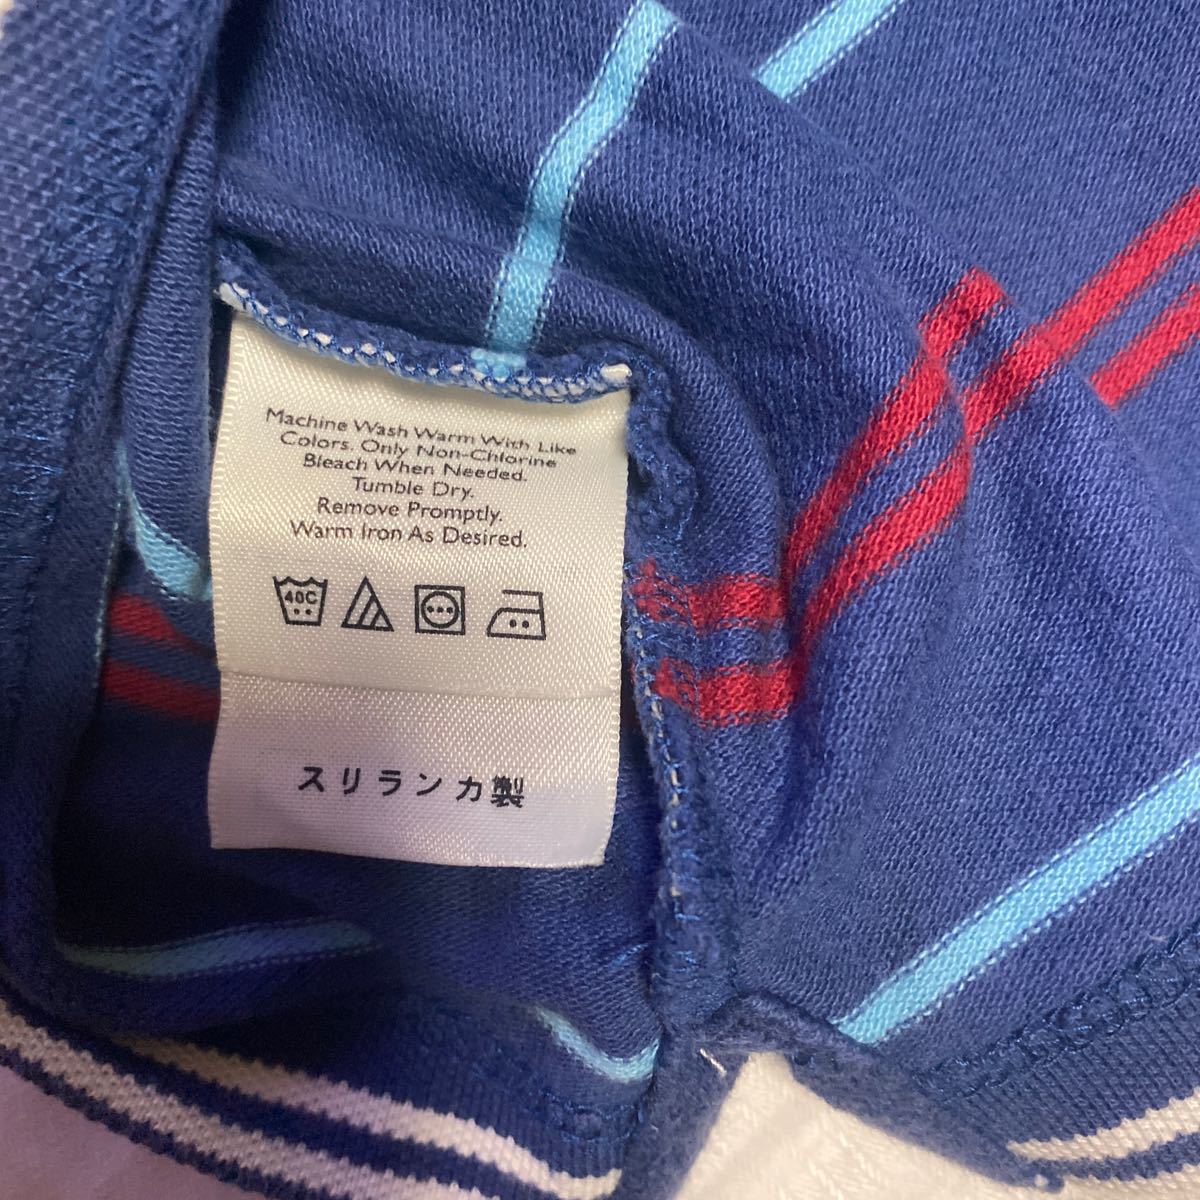 Machine Wash Warm With Like
Colors. Only Non-Chlorine
Bleach When Needed.
Tumble Dry.
Remove Promptly.
Warm Iron As Desired.
40C
スリランカ製